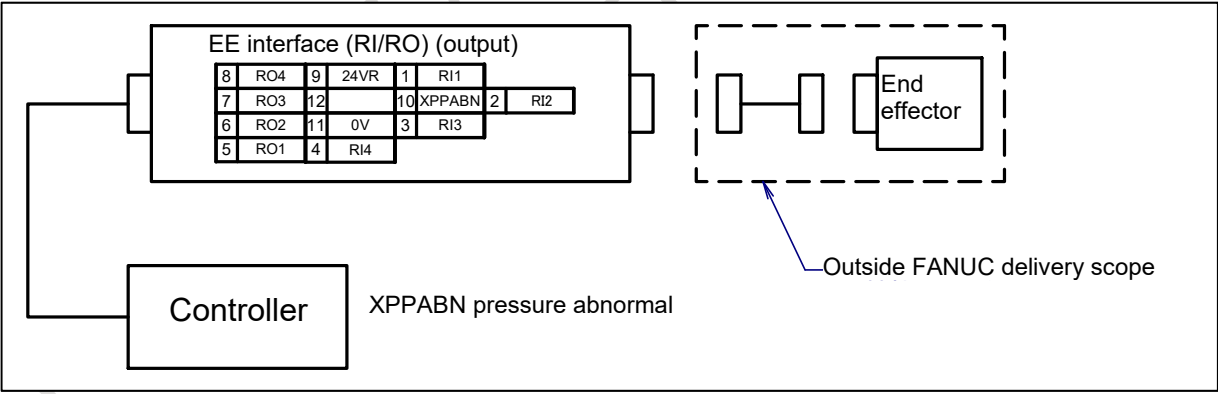 EE interface (RI/RO) (output)
8 RO4 9 24VR 1 RI1
7 RO3 12 10 XPPABN 2 RI2
6 RO2 11 0V 3 RI3
5 RO1 4 RI4
End
effector
Outside FANUC delivery scope
Controller
XPPABN pressure abnormal